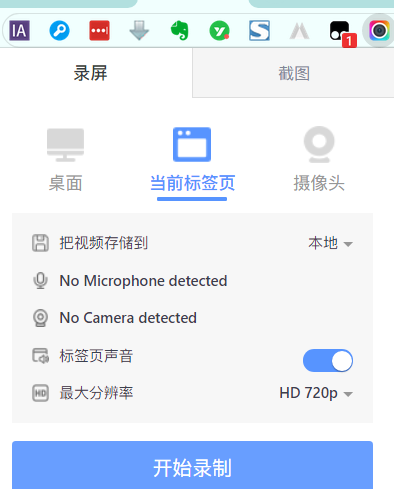 IA
1
录屏 截图
桌面 当前标签页 摄像头
把视频存储到 本地
No Microphone detected
No Camera detected
标签页声音
HD 最大分辨率 HD 720p
开始录制